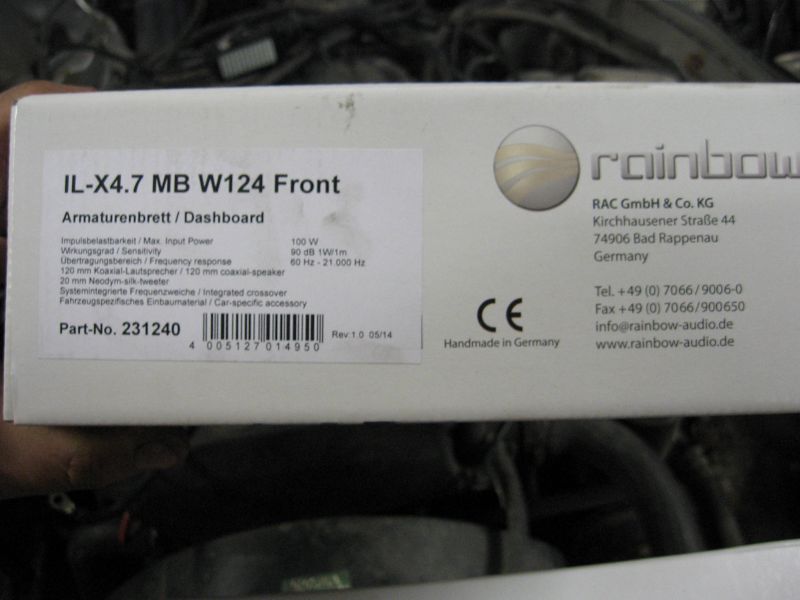 IL-X4.7 MB W124 Front
Armaturenbrett / Dashboard
Impulsbelastbarkeit / Max. Input Power 100 W
Wirkungsgrad / Sensitivity 90 dB 1W/1m
Übertragungsbereich / Frequency response 60 Hz - 21.000 Hz
120 mm Koaxial-Lautsprecher / 120 mm coaxial-speaker
20 mm Neodym-silk-tweeter
Systemintegrierte Frequenzweiche / Integrated crossover
Fahrzeugspezifisches Einbaumaterial / Car-specific accessory
Part-No. 231240
4 005127 014950
Rev 1.0 05/14
rainbow
RAC GmbH & Co. KG
Kirchhausener Straße 44
74906 Bad Rappenau
Germany
Tel. +49 (0) 7066/9006-0
Fax +49 (0) 7066/900650
info@rainbow-audio.de
www.rainbow-audio.de
CE
Handmade in Germany